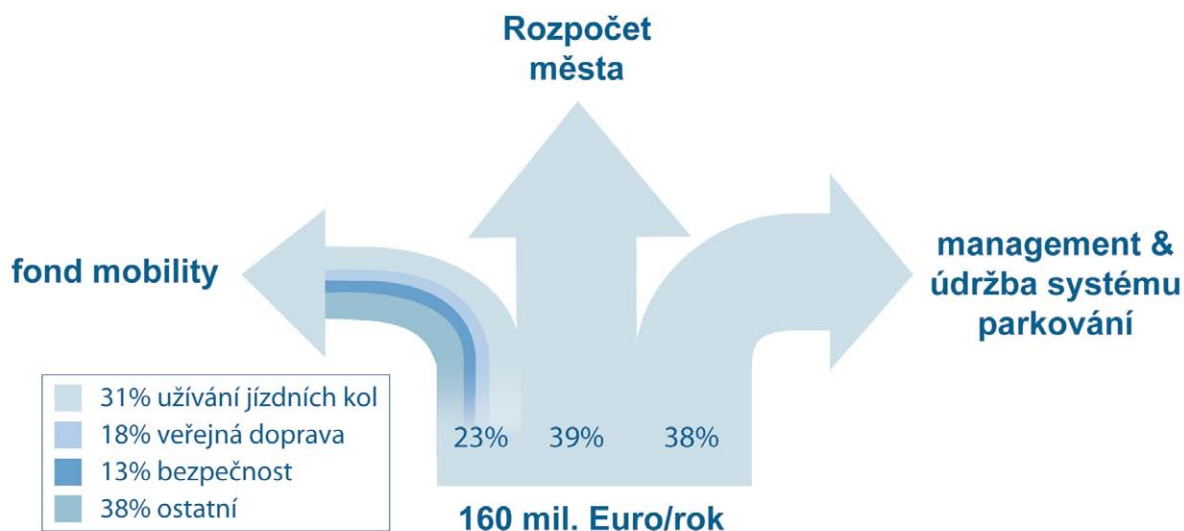 Rozpočet
města
fond mobility
management &
údržba systému
parkování
31% užívání jízdních kol
18% veřejná doprava
13% bezpečnost
38% ostatní
23%
39%
38%
160 mil. Euro/rok